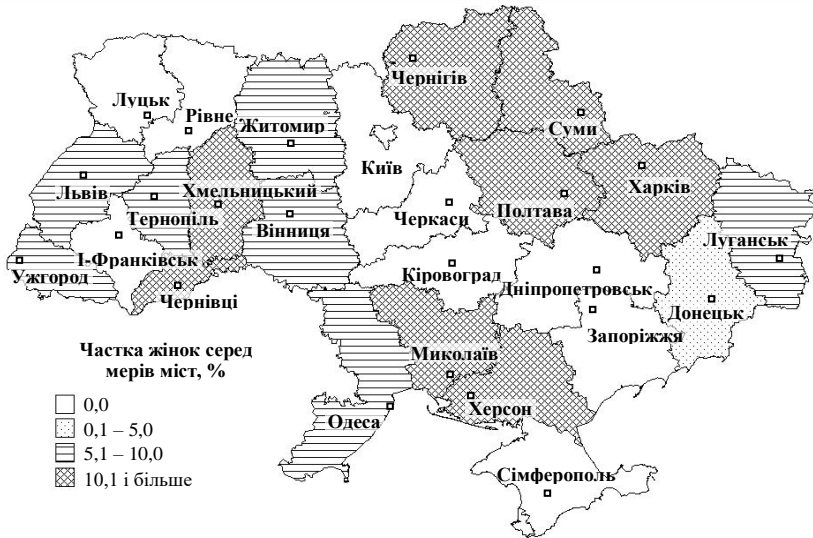 Чернігів
Луцьк
Рівне
Житомир
Суми
Київ
Харків
Львів
Хмельницький
Тернопіль
Вінниця
Черкаси
Полтава
Луганськ
І-Франківськ
Ужгород
Чернівці
Кіровоград
Дніпропетровськ
Донецьк
Запоріжжя
Миколаїв
Херсон
Одеса
Сімферополь
Частка жінок серед
мерів міст, %
0,0
0,1 – 5,0
5,1 – 10,0
10,1 і більше